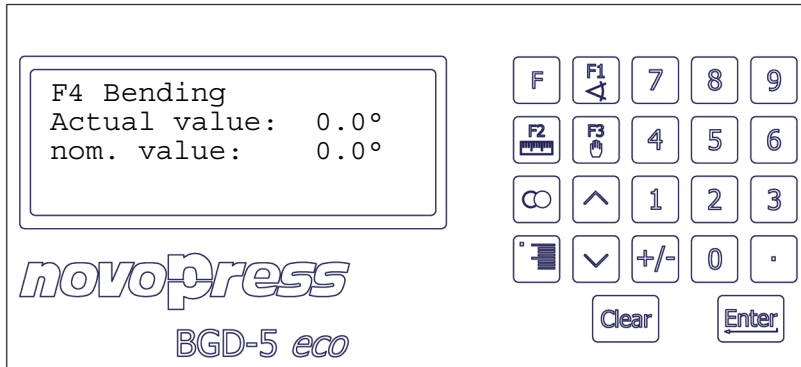 F4 Bending
Actual value: 0.0°
nom. value: 0.0°
novopress
BGD-5 eco
F F1 7 8 9
F2 F3 4 5 6
1 2 3
+/- 0 .
Clear Enter